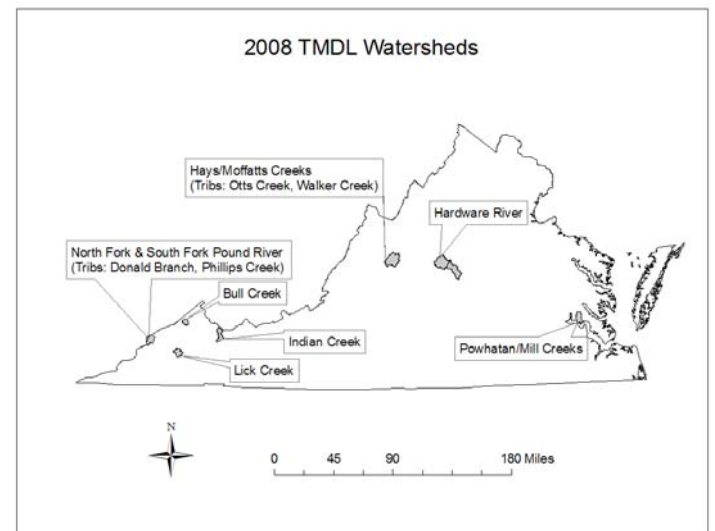 2008 TMDL Watersheds
Hays/Moffatts Creeks
(Tribs: Otts Creek, Walker Creek)
Hardware River
North Fork & South Fork Pound River
(Tribs: Donald Branch, Phillips Creek)
Bull Creek
Indian Creek
Powhatan/Mill Creeks
Lick Creek
N
0 45 90 180 Miles